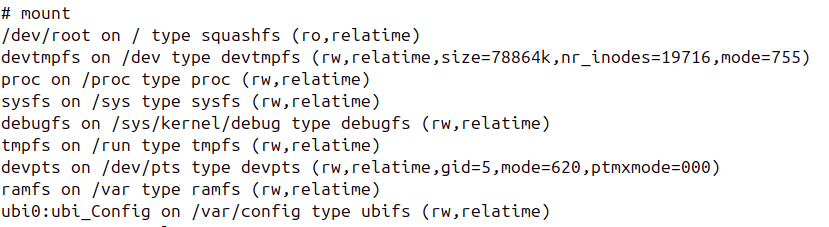 # mount
/dev/root on / type squashfs (ro,relatime)
devtmpfs on /dev type devtmpfs (rw,relatime,size=78864k,nr_inodes=19716,mode=755)
proc on /proc type proc (rw,relatime)
sysfs on /sys type sysfs (rw,relatime)
debugfs on /sys/kernel/debug type debugfs (rw,relatime)
tmpfs on /run type tmpfs (rw,relatime)
devpts on /dev/pts type devpts (rw,relatime,gid=5,mode=620,ptmxmode=000)
ramfs on /var type ramfs (rw,relatime)
ubi0:ubi_Config on /var/config type ubifs (rw,relatime)